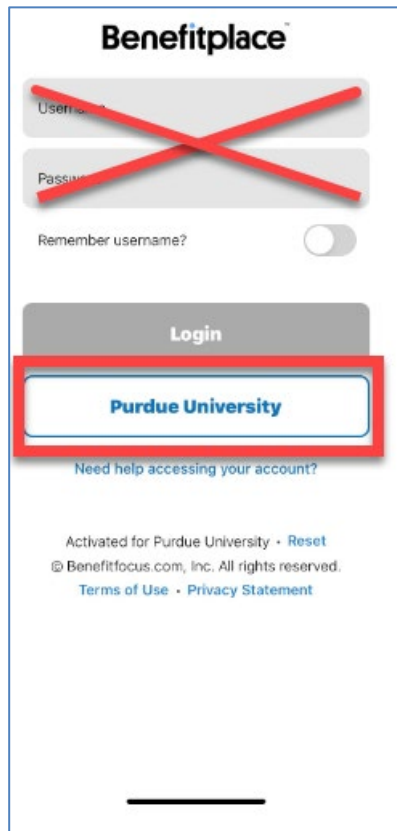 Benefitplace™
Remember username?
Login
Purdue University
Need help accessing your account?
Activated for Purdue University • Reset
© Benefitfocus.com, Inc. All rights reserved.
Terms of Use • Privacy Statement